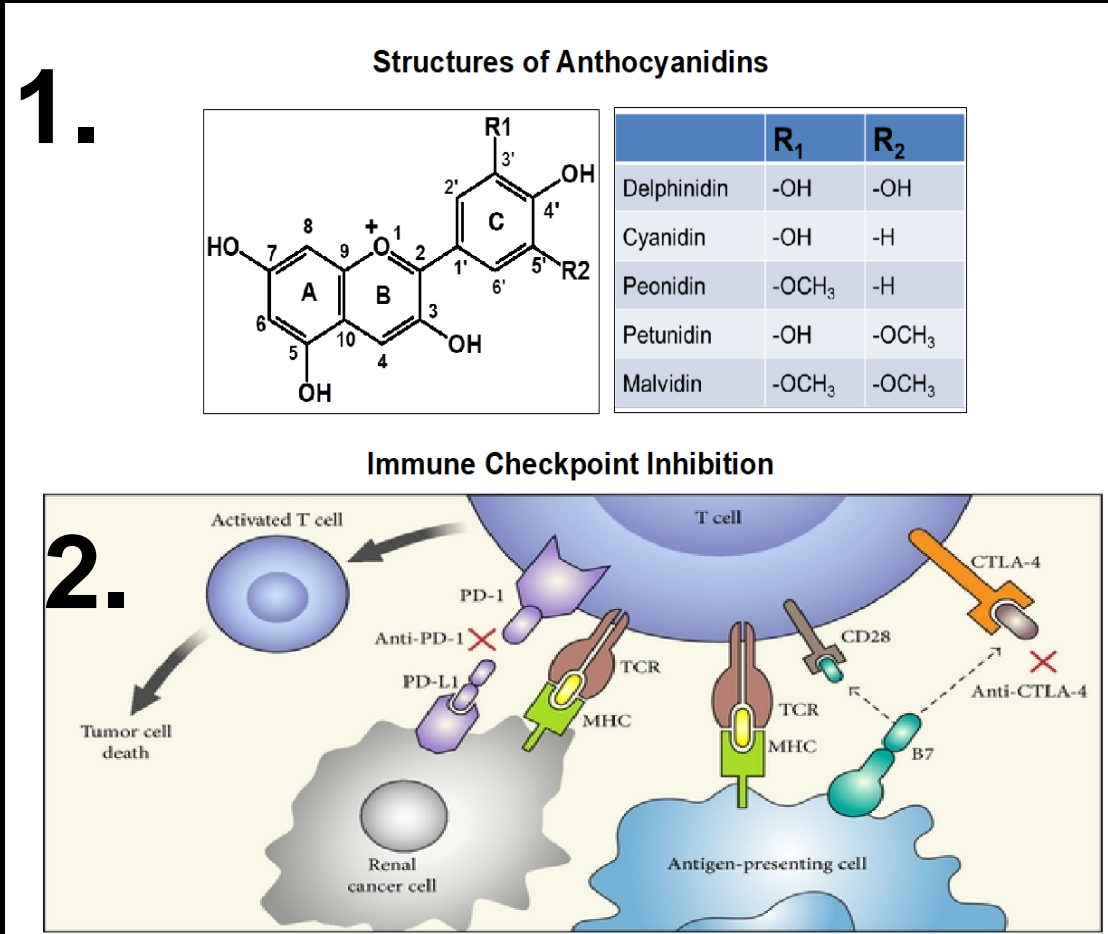 1.
Structures of Anthocyanidins
R1
3'
OH
2'
4'
C
8
+
1
HO
7
9
O
2
1'
5'
R2
A
B
6'
6
10
3
5
4
OH
OH
R₁ R₂
Delphinidin -OH -OH
Cyanidin -OH -H
Peonidin -OCH₃ -H
Petunidin -OH -OCH₃
Malvidin -OCH₃ -OCH₃
Immune Checkpoint Inhibition
2.
Activated T cell
T cell
PD-1
CTLA-4
Anti-PD-1
CD28
PD-L1
TCR
Anti-CTLA-4
MHC
TCR
Tumor cell
death
MHC
B7
Renal
cancer cell
Antigen-presenting cell